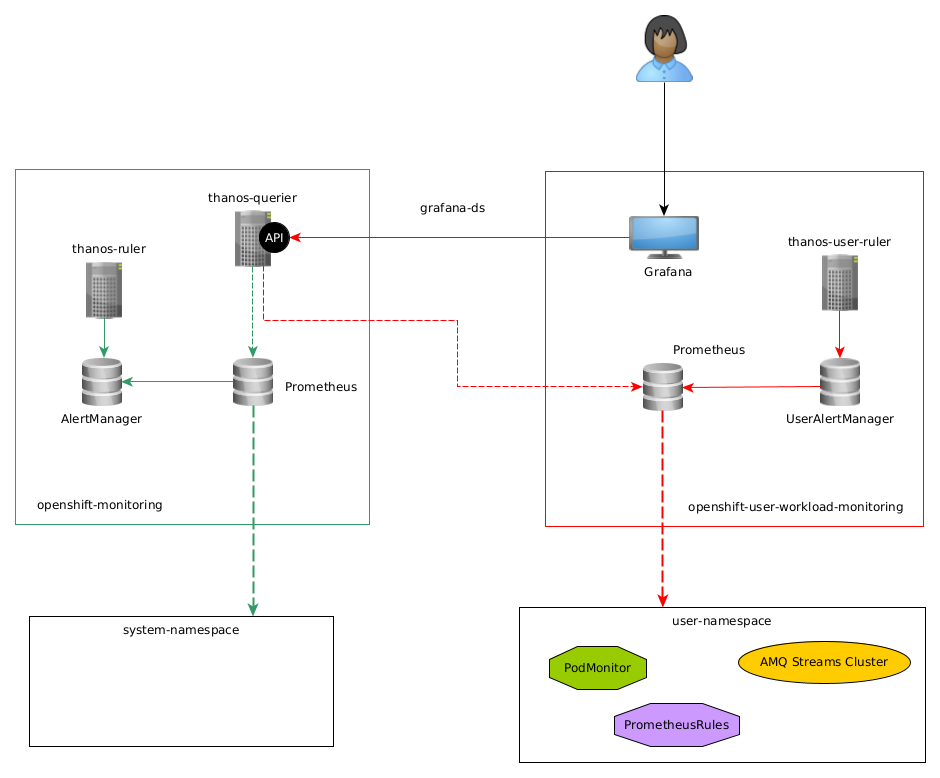 thanos-querier
grafana-ds
API
thanos-user-ruler
thanos-ruler
Grafana
Prometheus
Prometheus
AlertManager
UserAlertManager
openshift-monitoring
openshift-user-workload-monitoring
system-namespace
user-namespace
PodMonitor
AMQ Streams Cluster
PrometheusRules